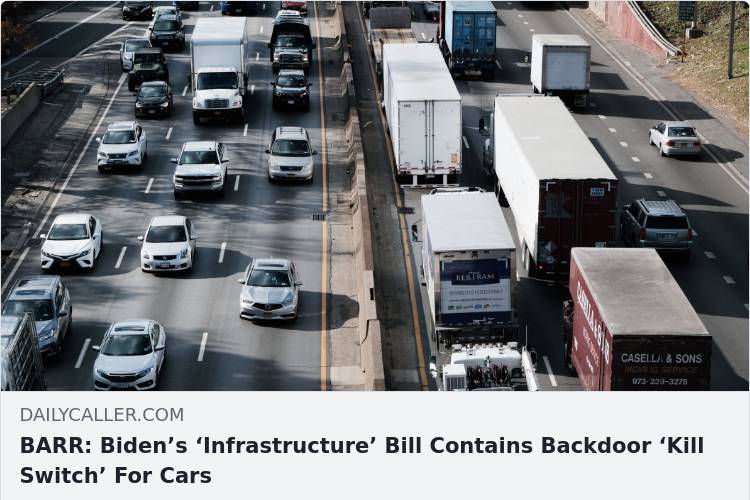 BERTRAM
CASELLA & SONS
MOVING SERVICE
973-239-3278
DAILYCALLER.COM
BARR: Biden’s ‘Infrastructure’ Bill Contains Backdoor ‘Kill
Switch’ For Cars